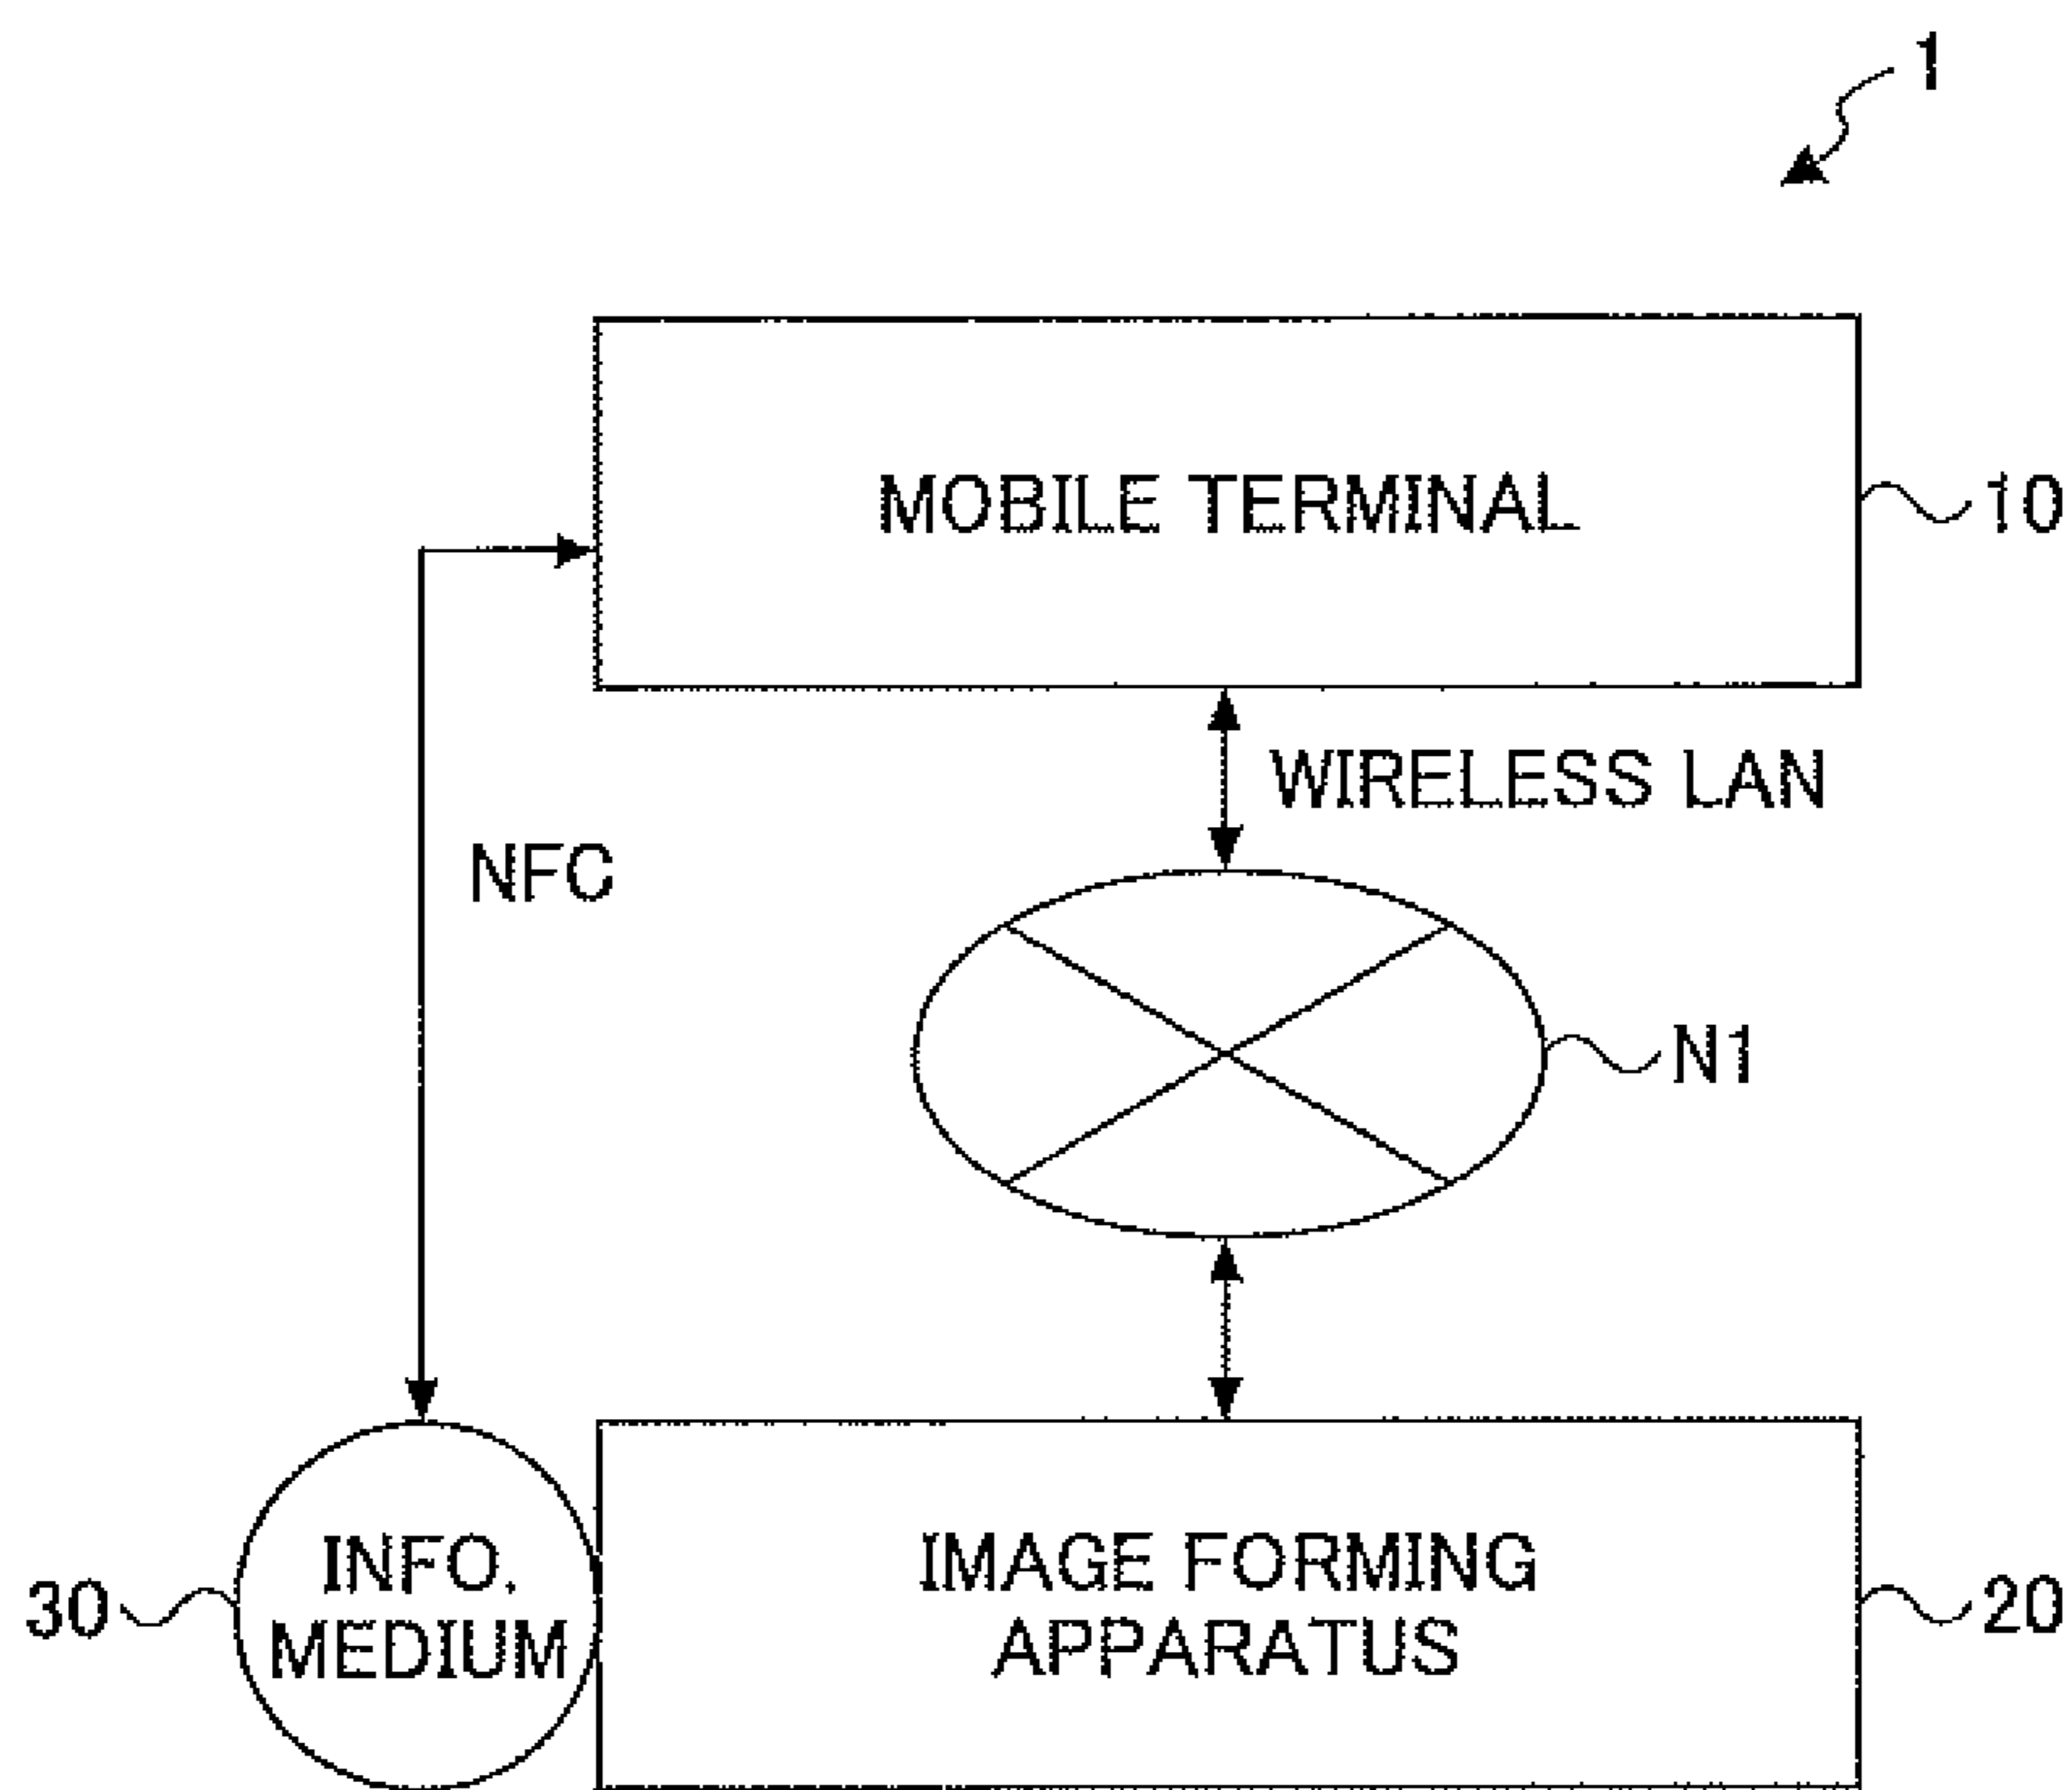 1
MOBILE TERMINAL
10
WIRELESS LAN
NFC
N1
INFO.
MEDIUM
30
IMAGE FORMING
APPARATUS
20